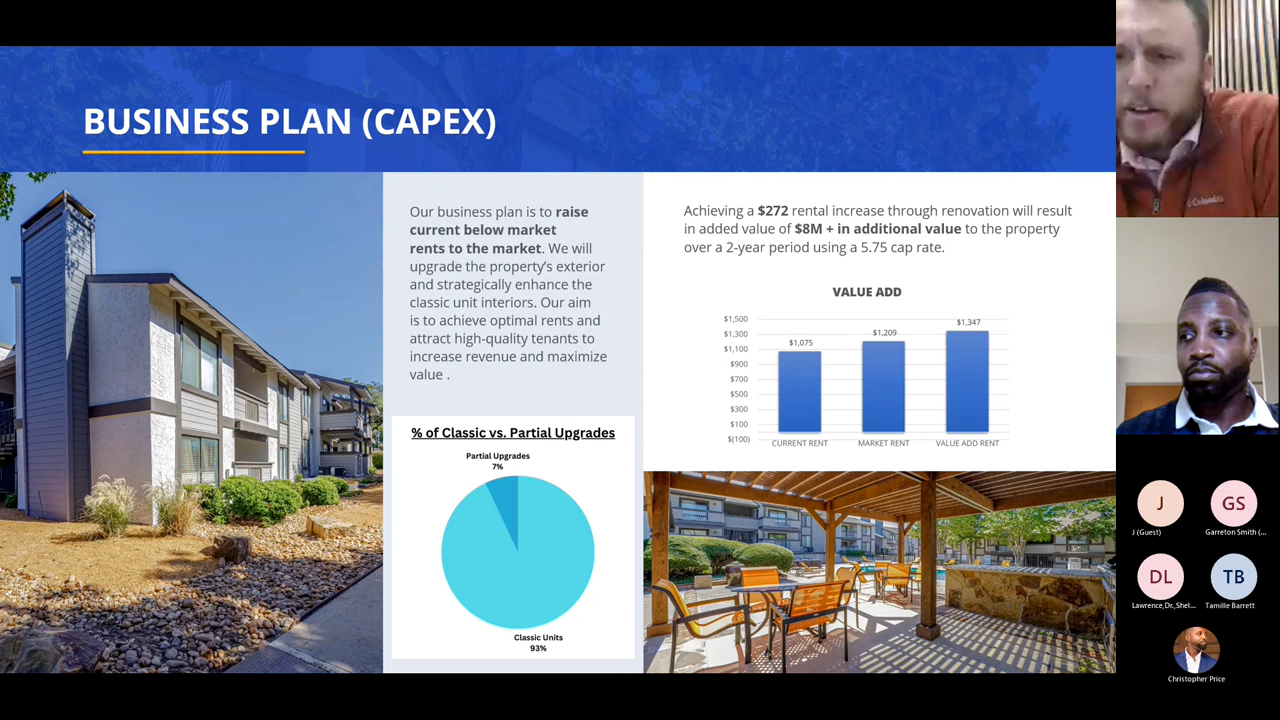 BUSINESS PLAN (CAPEX)
Our business plan is to raise
current below market
rents to the market. We will
upgrade the property's exterior
and strategically enhance the
classic unit interiors. Our aim
is to achieve optimal rents and
attract high-quality tenants to
increase revenue and maximize
value .
% of Classic vs. Partial Upgrades
Partial Upgrades
7%
Classic Units
93%
Achieving a $272 rental increase through renovation will result
in added value of $8M + in additional value to the property
over a 2-year period using a 5.75 cap rate.
VALUE ADD
$1,500
$1,300
$1,100
$900
$700
$500
$300
$100
$(100)
$1,075
$1,209
$1,347
CURRENT RENT
MARKET RENT
VALUE ADD RENT
Columbia
J
GS
J (Guest)
Garreton Smith (...
DL
TB
Lawrence,Dr.,Shel...
Tamille Barrett
Christopher Price